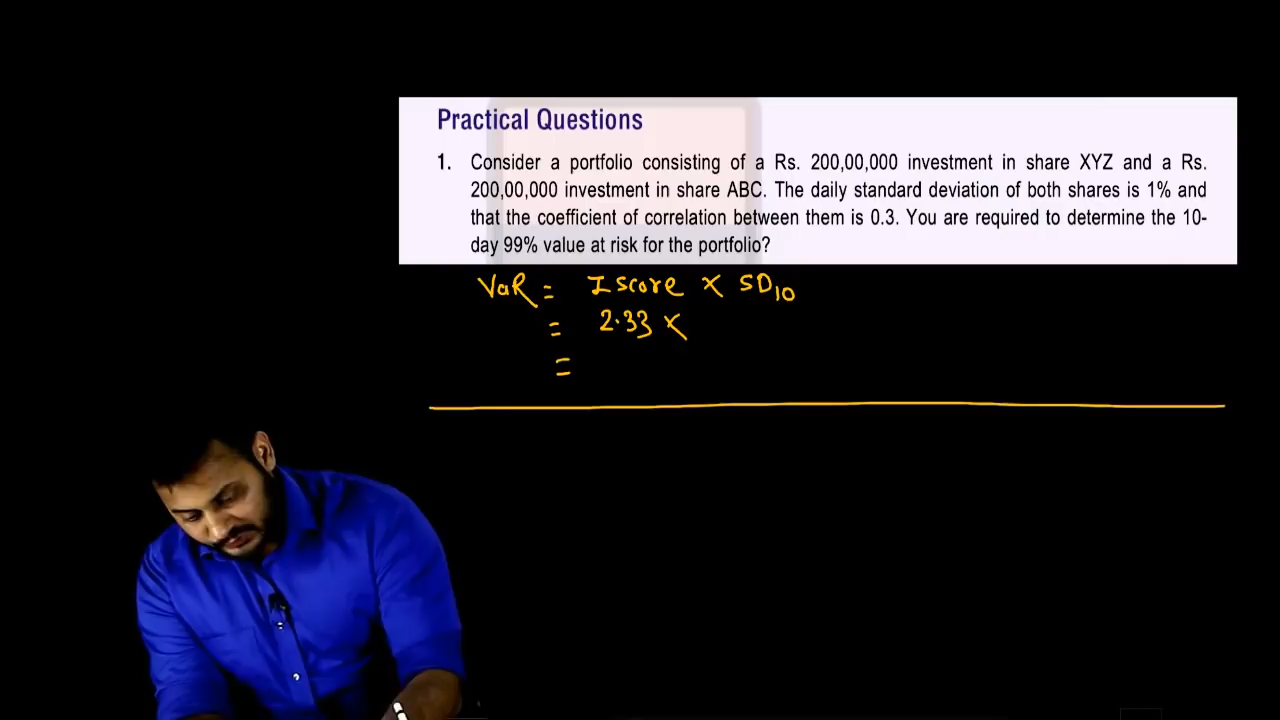 Practical Questions
1. Consider a portfolio consisting of a Rs. 200,00,000 investment in share XYZ and a Rs.
200,00,000 investment in share ABC. The daily standard deviation of both shares is 1% and
that the coefficient of correlation between them is 0.3. You are required to determine the 10-
day 99% value at risk for the portfolio?
VaR = Z score × SD10
= 2.33 ×
=